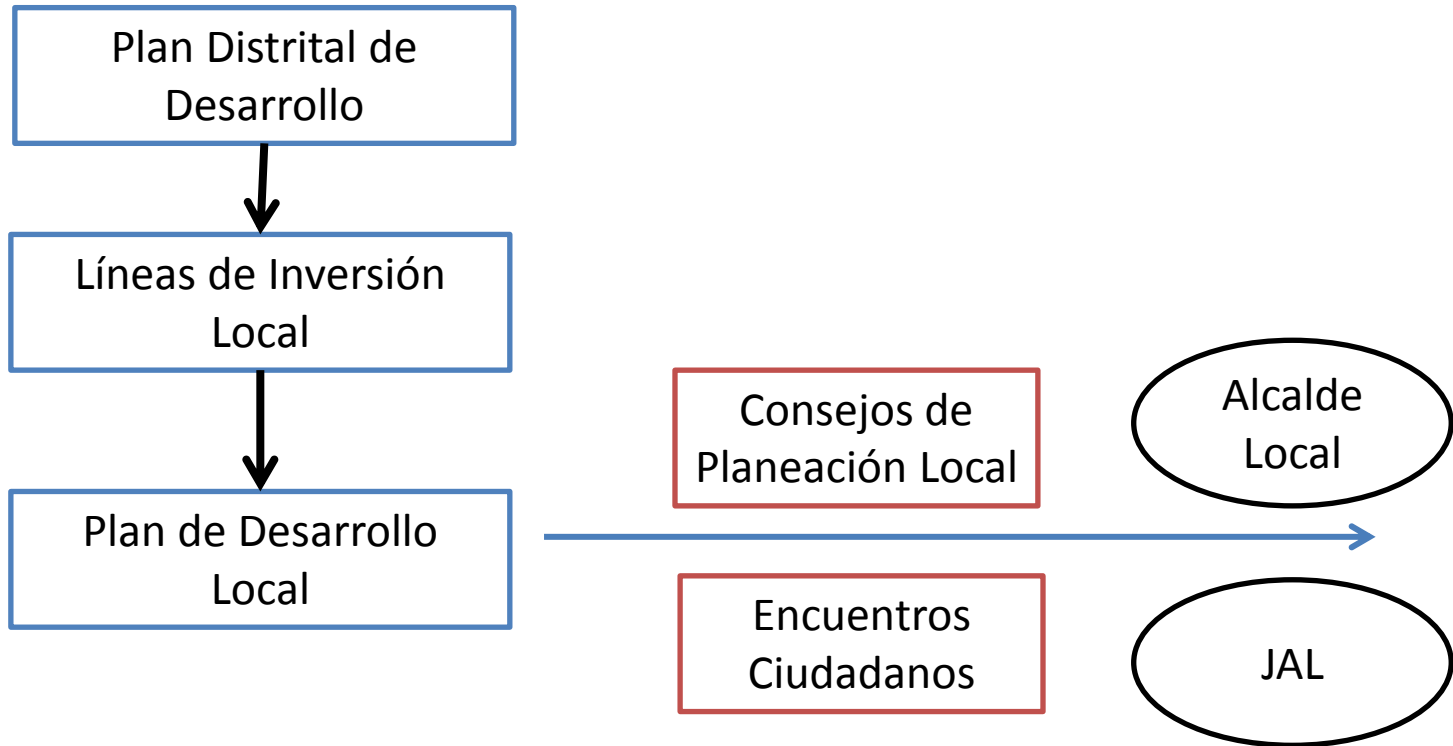 Plan Distrital de
Desarrollo
Líneas de Inversión
Local
Plan de Desarrollo
Local
Consejos de
Planeación Local
Encuentros
Ciudadanos
Alcalde
Local
JAL